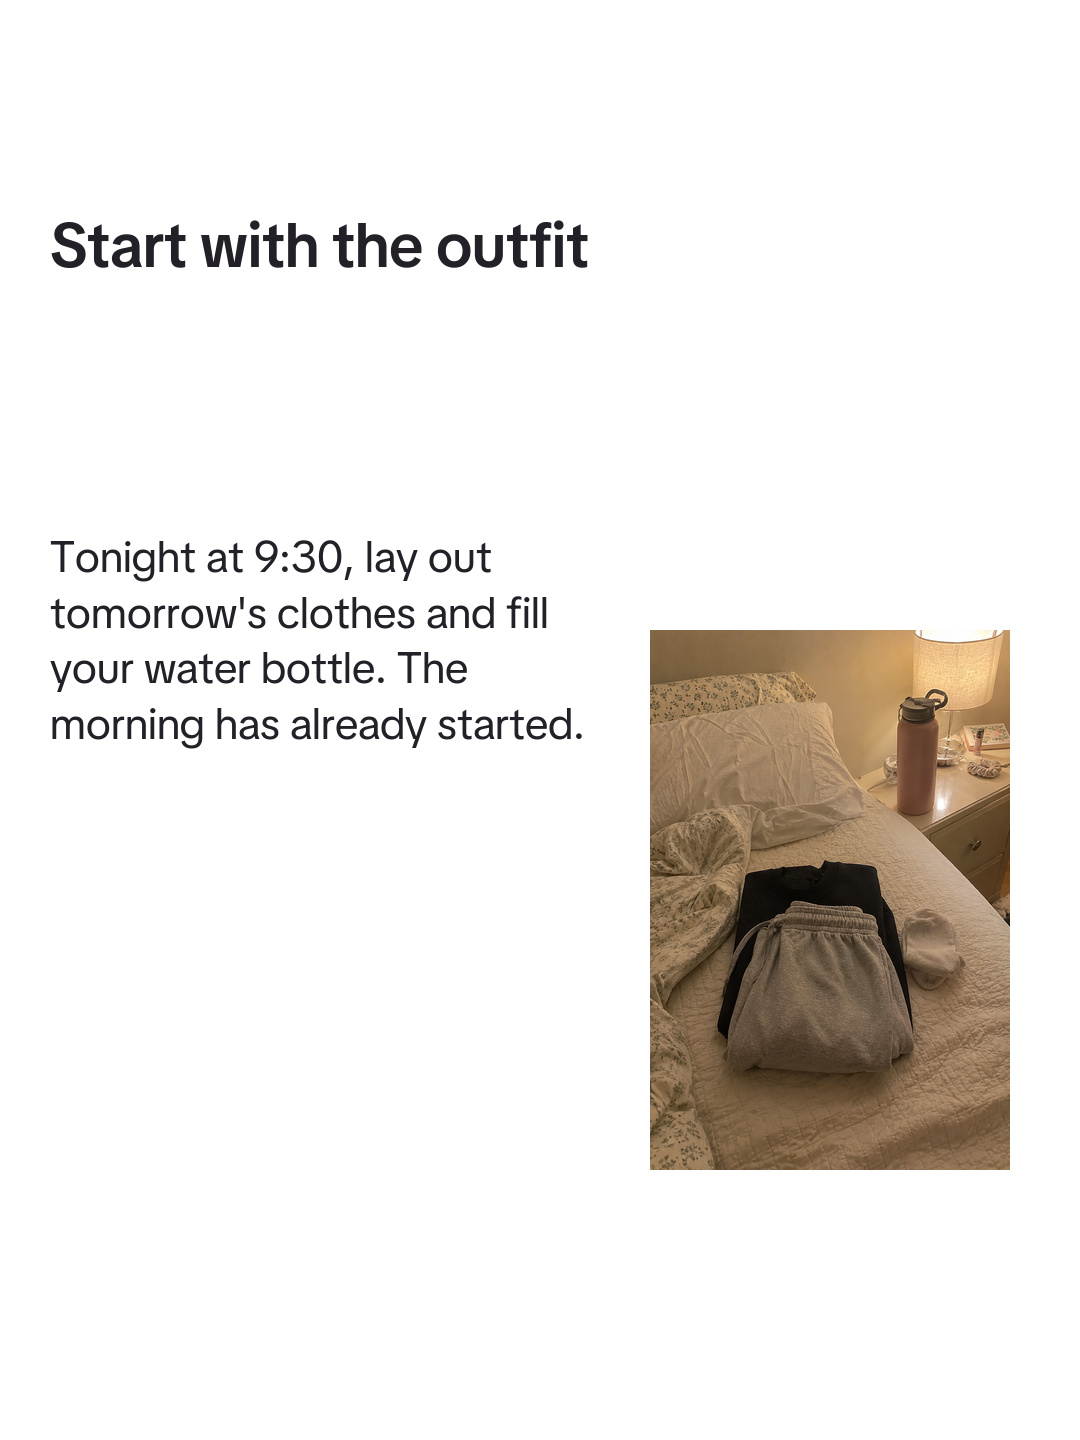 Start with the outfit
Tonight at 9:30, lay out
tomorrow's clothes and fill
your water bottle. The
morning has already started.